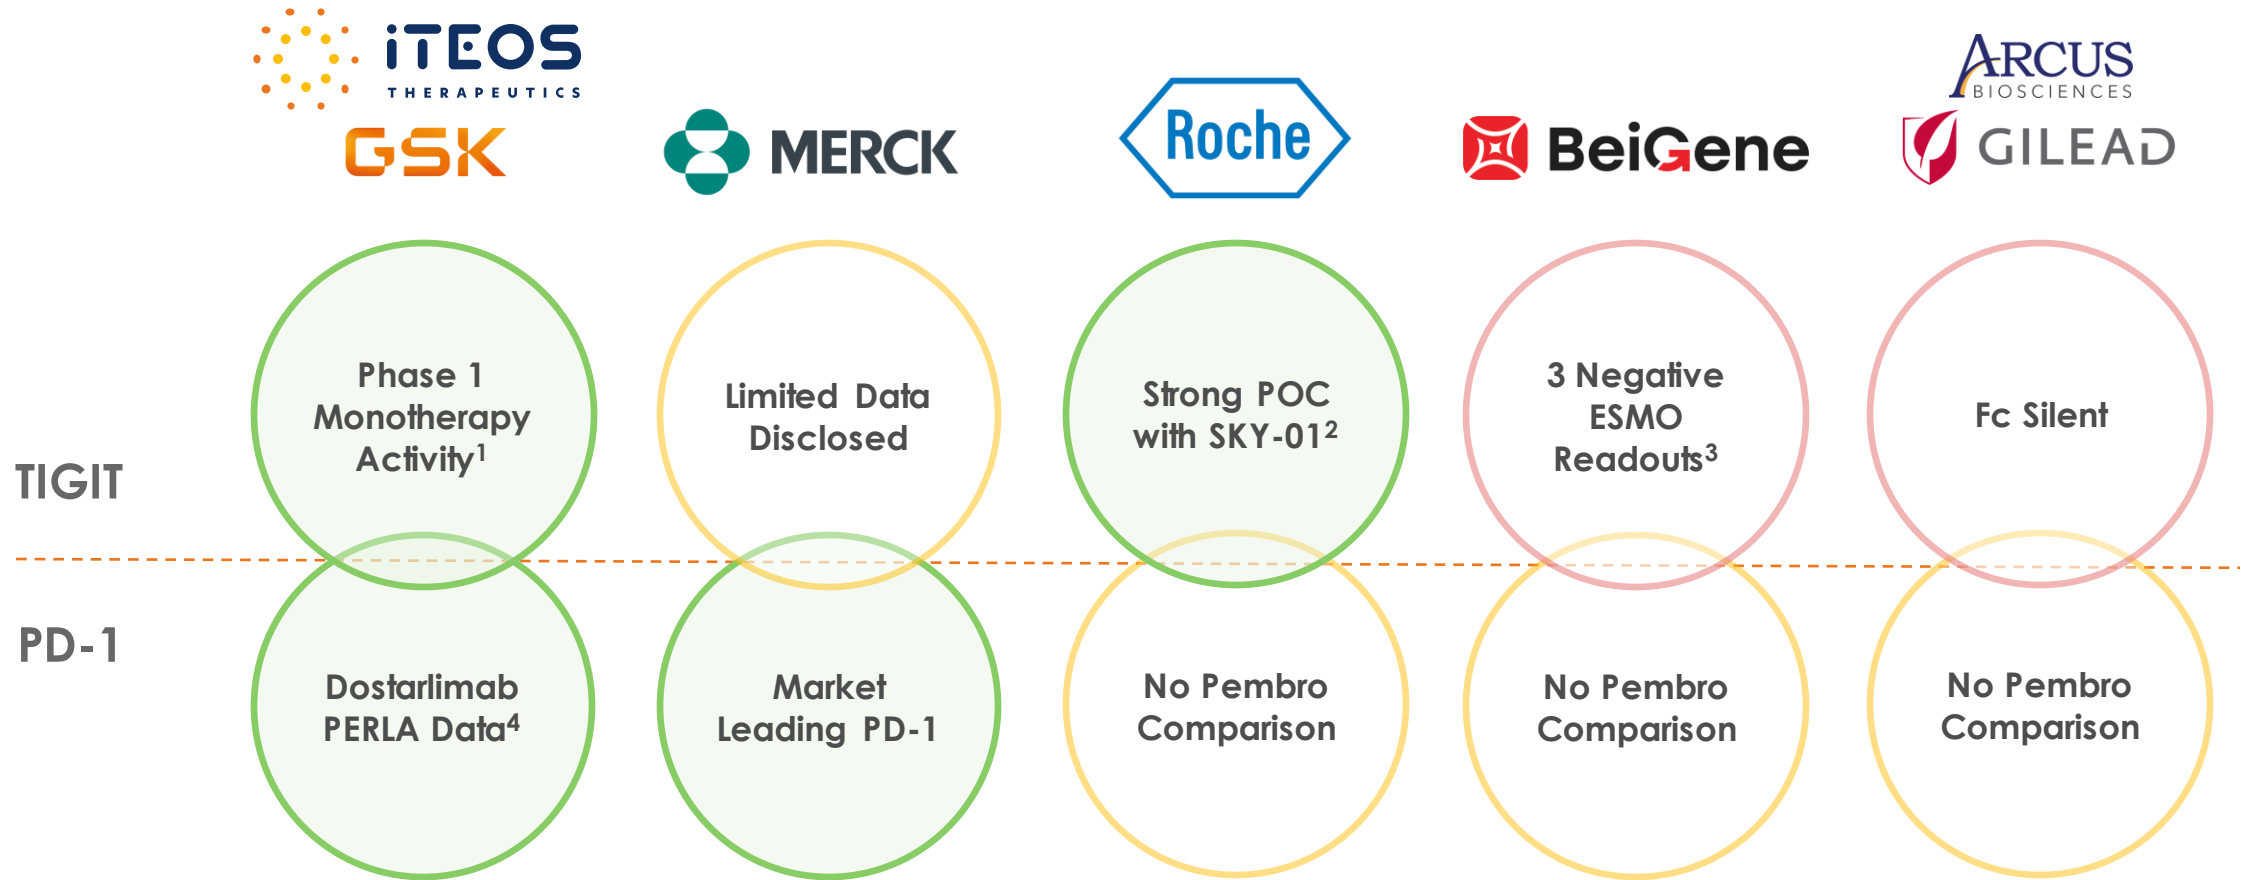 iTEOS
THERAPEUTICS
GSK
MERCK
Roche
BeiGene
ARCUS
BIOSCIENCES
GILEAD
TIGIT
Phase 1
Monotherapy
Activity¹
Limited Data
Disclosed
Strong POC
with SKY-01²
3 Negative
ESMO
Readouts³
Fc Silent
PD-1
Dostarlimab
PERLA Data⁴
Market
Leading PD-1
No Pembro
Comparison
No Pembro
Comparison
No Pembro
Comparison